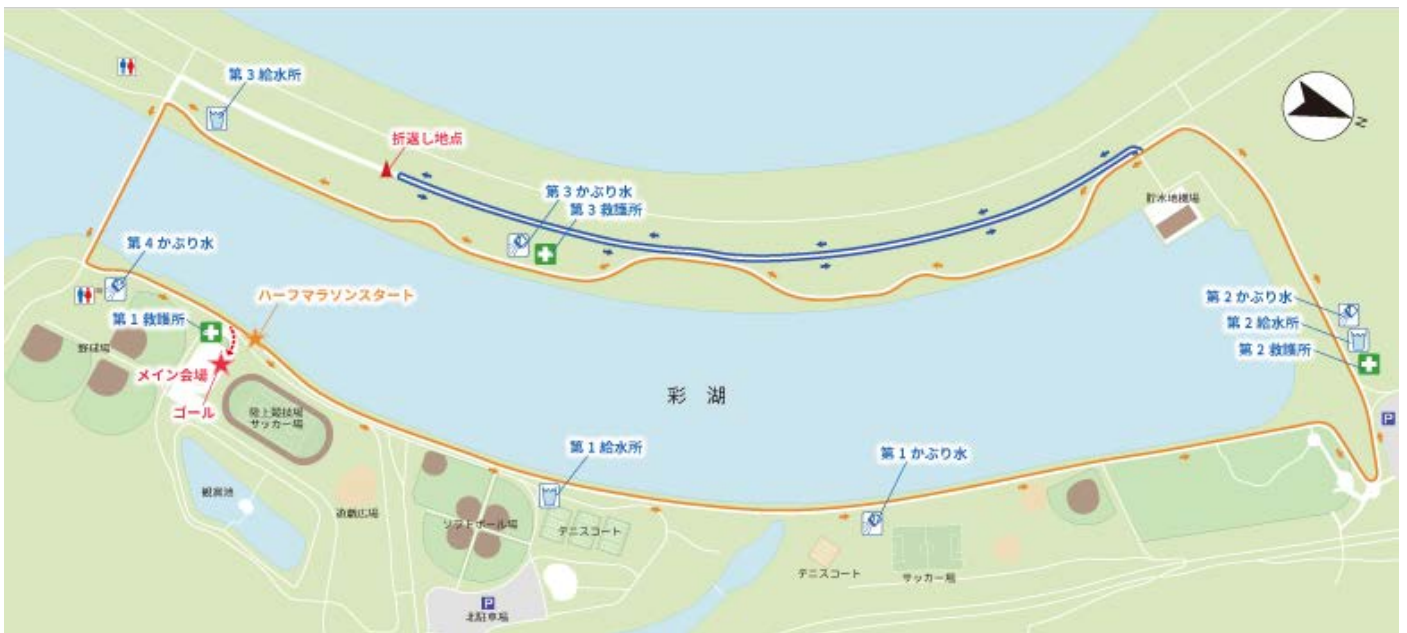 第3給水所
折返し地点
第3かぶり水
第3救護所
N
貯水池機場
第4かぶり水
ハーフマラソンスタート
第1救護所
野球場
メイン会場
ゴール
陸上競技場
サッカー場
第2かぶり水
第2給水所
第2救護所
彩 湖
P
第1給水所
第1かぶり水
観察池
遊戯広場
ソフトボール場
テニスコート
テニスコート
サッカー場
P
北駐車場